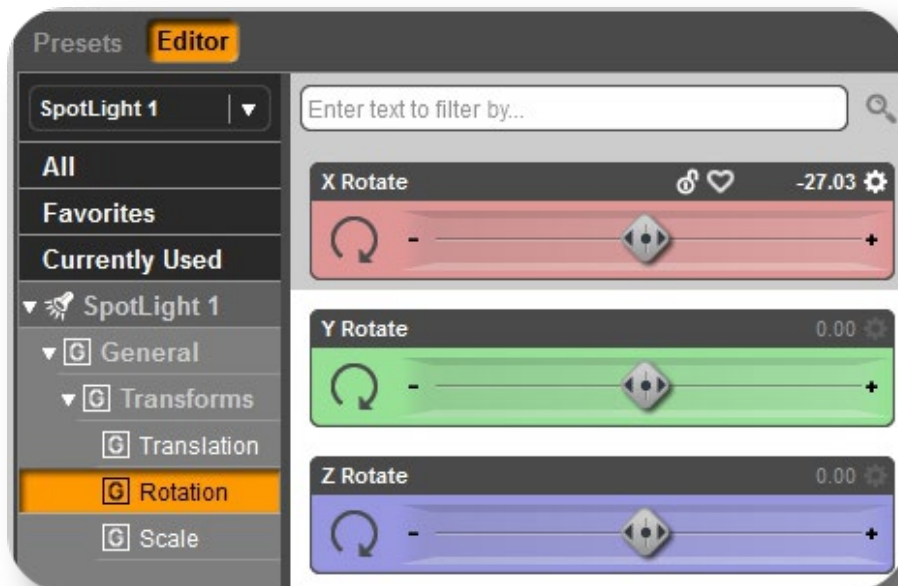 Presets Editor
SpotLight 1
Enter text to filter by...
All
Favorites
Currently Used
SpotLight 1
G General
G Transforms
G Translation
G Rotation
G Scale
X Rotate -27.03
- +
Y Rotate 0.00
- +
Z Rotate 0.00
- +